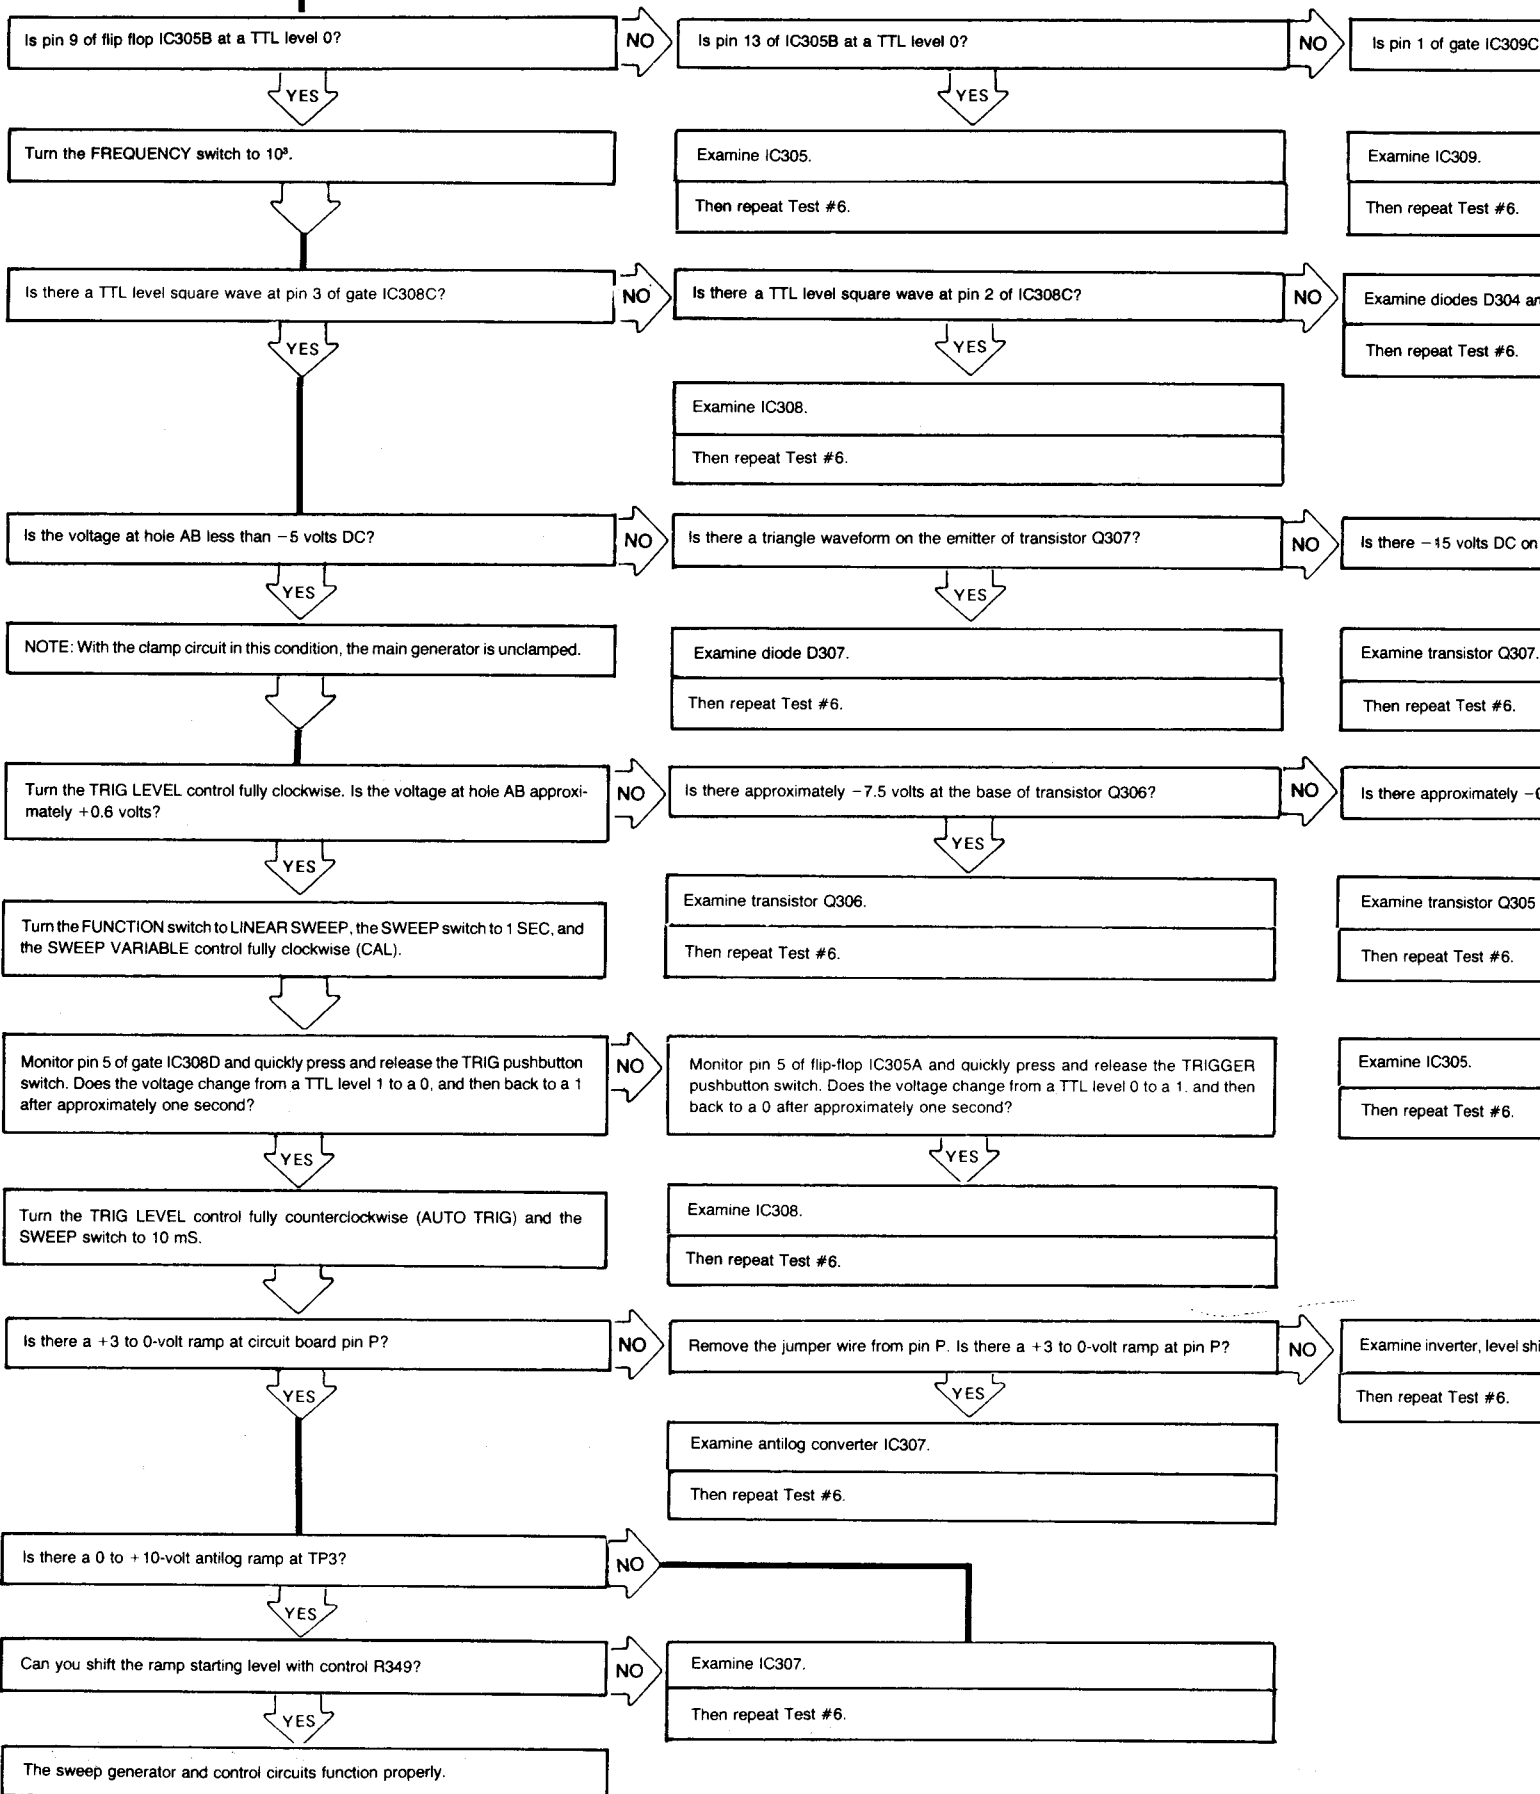 Is pin 9 of flip flop IC305B at a TTL level 0?
NO
Is pin 13 of IC305B at a TTL level 0?
NO
Is pin 1 of gate IC309C
YES
YES
Turn the FREQUENCY switch to 10³.
Examine IC305.
Then repeat Test #6.
Examine IC309.
Then repeat Test #6.
Is there a TTL level square wave at pin 3 of gate IC308C?
NO
Is there a TTL level square wave at pin 2 of IC308C?
NO
Examine diodes D304 an
Then repeat Test #6.
YES
YES
Examine IC308.
Then repeat Test #6.
Is the voltage at hole AB less than −5 volts DC?
NO
Is there a triangle waveform on the emitter of transistor Q307?
NO
Is there −15 volts DC on
YES
YES
NOTE: With the clamp circuit in this condition, the main generator is unclamped.
Examine diode D307.
Then repeat Test #6.
Examine transistor Q307.
Then repeat Test #6.
Turn the TRIG LEVEL control fully clockwise. Is the voltage at hole AB approxi-
mately +0.6 volts?
NO
Is there approximately −7.5 volts at the base of transistor Q306?
NO
Is there approximately −0
YES
YES
Turn the FUNCTION switch to LINEAR SWEEP, the SWEEP switch to 1 SEC, and
the SWEEP VARIABLE control fully clockwise (CAL).
Examine transistor Q306.
Then repeat Test #6.
Examine transistor Q305
Then repeat Test #6.
Monitor pin 5 of gate IC308D and quickly press and release the TRIG pushbutton
switch. Does the voltage change from a TTL level 1 to a 0, and then back to a 1
after approximately one second?
NO
Monitor pin 5 of flip-flop IC305A and quickly press and release the TRIGGER
pushbutton switch. Does the voltage change from a TTL level 0 to a 1. and then
back to a 0 after approximately one second?
Examine IC305.
Then repeat Test #6.
YES
YES
Turn the TRIG LEVEL control fully counterclockwise (AUTO TRIG) and the
SWEEP switch to 10 mS.
Examine IC308.
Then repeat Test #6.
Is there a +3 to 0-volt ramp at circuit board pin P?
NO
Remove the jumper wire from pin P. Is there a +3 to 0-volt ramp at pin P?
NO
Examine inverter, level shi
Then repeat Test #6.
YES
YES
Examine antilog converter IC307.
Then repeat Test #6.
Is there a 0 to +10-volt antilog ramp at TP3?
NO
YES
Can you shift the ramp starting level with control R349?
NO
Examine IC307.
Then repeat Test #6.
YES
The sweep generator and control circuits function properly.